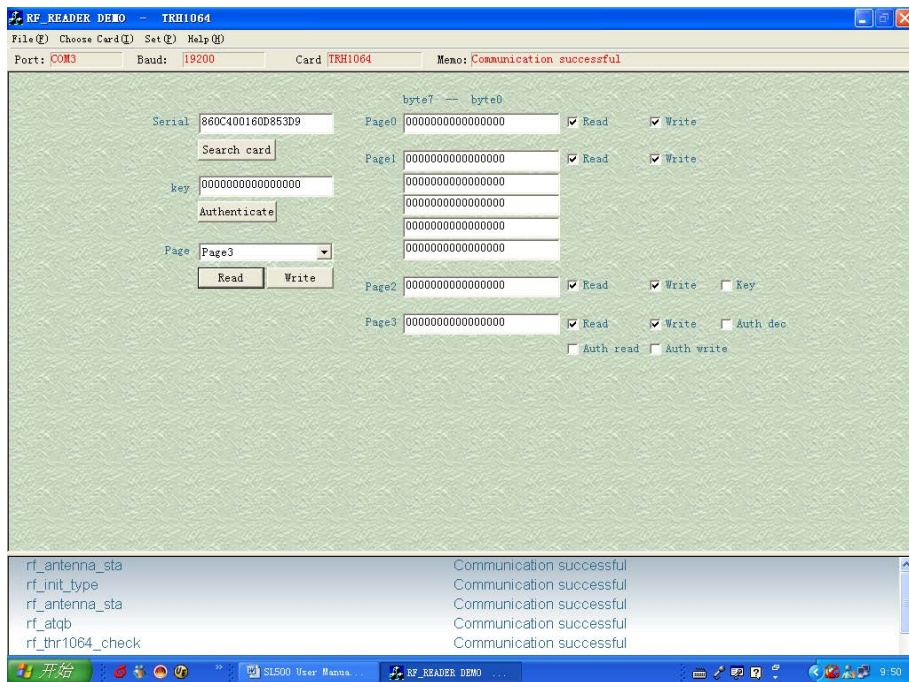 RF_READER DEMO - TRH1064
File(F) Choose Card(I) Set(P) Help(H)
Port: COM3 Baud: 19200 Card TRH1064 Memo: Communication successful
byte7 — byte0
Serial 860C400160D853D9 Page0 0000000000000000 Read Write
Search card Page1 0000000000000000 Read Write
key 0000000000000000 0000000000000000
Authenticate 0000000000000000
0000000000000000
Page Page3 0000000000000000
Read Write Page2 0000000000000000 Read Write Key
Page3 0000000000000000 Read Write Auth dec
Auth read Auth write
rf_antenna_sta Communication successful
rf_init_type Communication successful
rf_antenna_sta Communication successful
rf_atqb Communication successful
rf_thr1064_check Communication successful
开始 SL500 User Manua... RF_READER DEMO ... 9:50